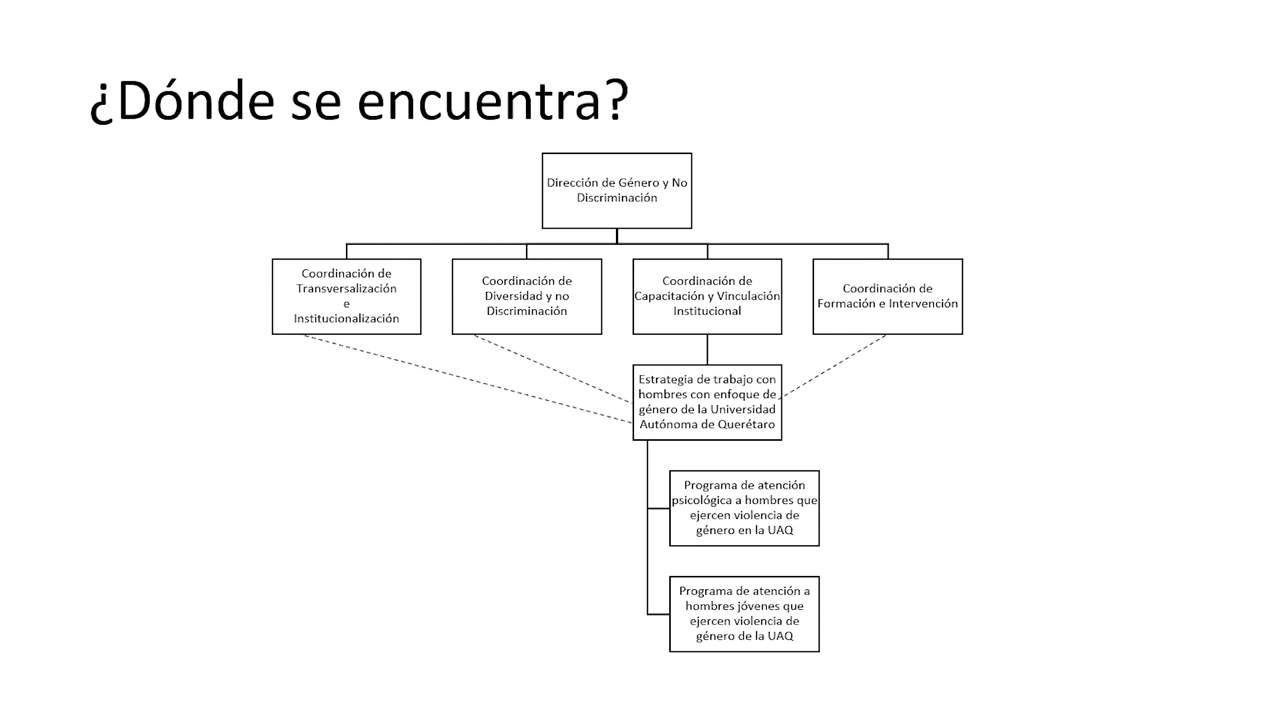 ¿Dónde se encuentra?
Dirección de Género y No
Discriminación
Coordinación de
Transversalización
e
Institucionalización
Coordinación de
Diversidad y no
Discriminación
Coordinación de
Capacitación y Vinculación
Institucional
Coordinación de
Formación e Intervención
Estrategia de trabajo con
hombres con enfoque de
género de la Universidad
Autónoma de Querétaro
Programa de atención
psicológica a hombres que
ejercen violencia de
género en la UAQ
Programa de atención a
hombres jóvenes que
ejercen violencia de
género de la UAQ